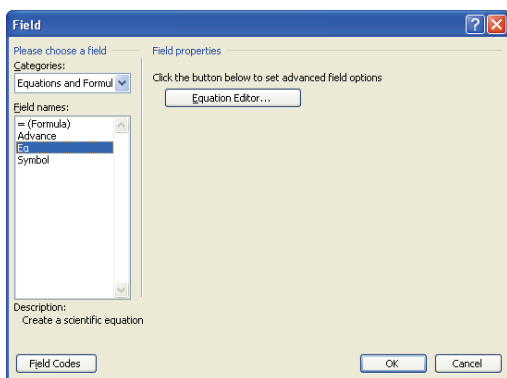 Field
Please choose a field
Categories:
Equations and Formul
Field names:
= (Formula)
Advance
Eq
Symbol
Description:
Create a scientific equation
Field properties
Click the button below to set advanced field options
Equation Editor...
Field Codes
OK
Cancel